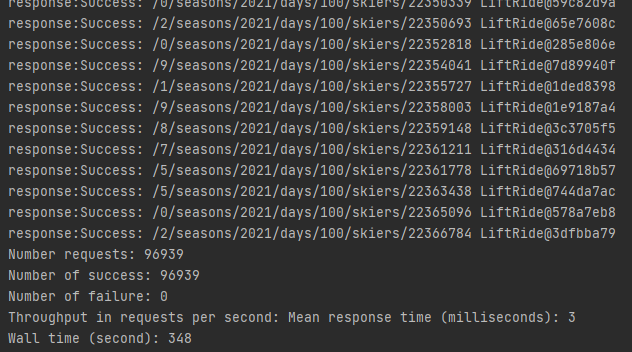 response:Success: /0/seasons/2021/days/100/skiers/22350339 LiftRide@59c82d9a
response:Success: /2/seasons/2021/days/100/skiers/22350693 LiftRide@65e7608c
response:Success: /0/seasons/2021/days/100/skiers/22352818 LiftRide@285e806e
response:Success: /9/seasons/2021/days/100/skiers/22354041 LiftRide@7d89940f
response:Success: /1/seasons/2021/days/100/skiers/22355727 LiftRide@1ded8398
response:Success: /9/seasons/2021/days/100/skiers/22358003 LiftRide@1e9187a4
response:Success: /8/seasons/2021/days/100/skiers/22359148 LiftRide@3c3705f5
response:Success: /7/seasons/2021/days/100/skiers/22361211 LiftRide@316d4434
response:Success: /5/seasons/2021/days/100/skiers/22361778 LiftRide@69718b57
response:Success: /5/seasons/2021/days/100/skiers/22363438 LiftRide@744da7ac
response:Success: /0/seasons/2021/days/100/skiers/22365096 LiftRide@578a7eb8
response:Success: /2/seasons/2021/days/100/skiers/22366784 LiftRide@3dfbba79
Number requests: 96939
Number of success: 96939
Number of failure: 0
Throughput in requests per second: Mean response time (milliseconds): 3
Wall time (second): 348